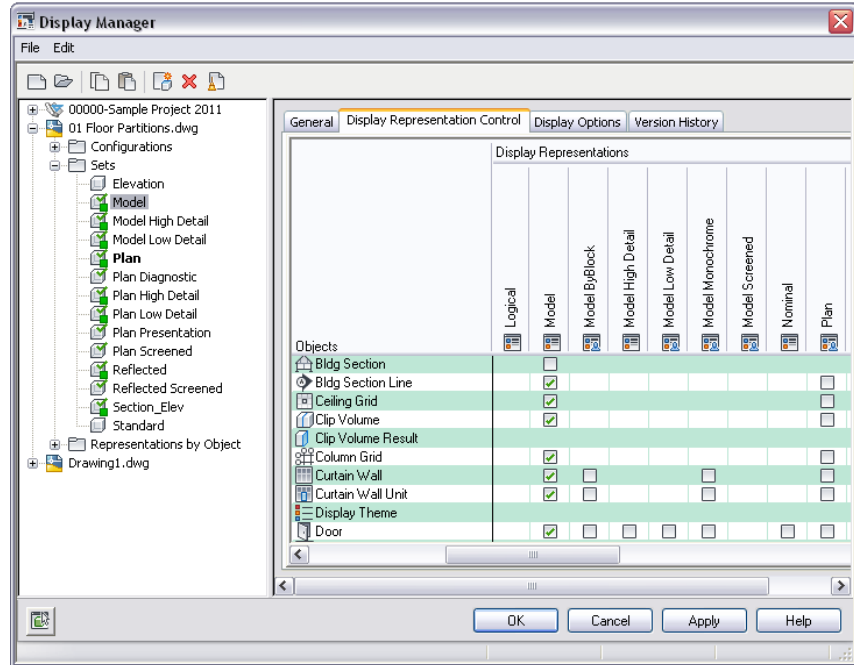 Display Manager
File Edit
00000-Sample Project 2011
01 Floor Partitions.dwg
Configurations
Sets
Elevation
Model
Model High Detail
Model Low Detail
Plan
Plan Diagnostic
Plan High Detail
Plan Low Detail
Plan Presentation
Plan Screened
Reflected
Reflected Screened
Section_Elev
Standard
Representations by Object
Drawing1.dwg
General Display Representation Control Display Options Version History
Display Representations
Objects
Logical
Model
Model ByBlock
Model High Detail
Model Low Detail
Model Monochrome
Model Screened
Nominal
Plan
Bldg Section
Bldg Section Line
Ceiling Grid
Clip Volume
Clip Volume Result
Column Grid
Curtain Wall
Curtain Wall Unit
Display Theme
Door
OK Cancel Apply Help